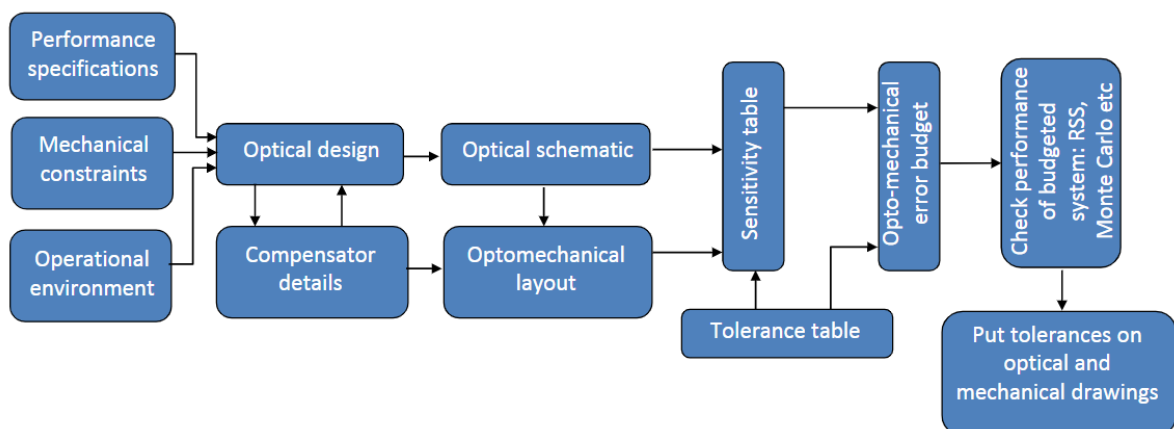 Performance
specifications
Mechanical
constraints
Operational
environment
Optical design
Compensator
details
Optical schematic
Optomechanical
layout
Sensitivity table
Tolerance table
Opto-mechanical
error budget
Check performance
of budgeted
system: RSS,
Monte Carlo etc
Put tolerances on
optical and
mechanical drawings